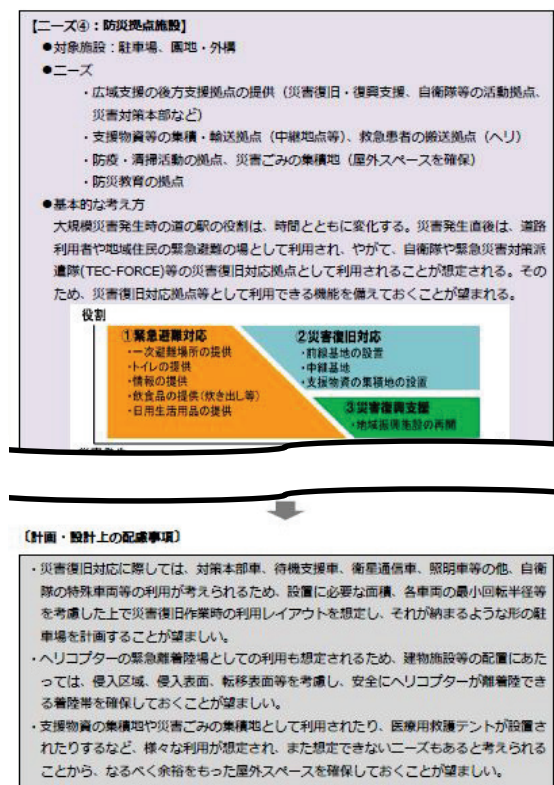 【ニーズ④：防災拠点施設】
●対象施設：駐車場、園地・外構
●ニーズ
・広域支援の後方支援拠点の提供（災害復旧・復興支援、自衛隊等の活動拠点、
災害対策本部など）
・支援物資等の集積・輸送拠点（中継地点等）、救急患者の搬送拠点（ヘリ）
・防疫・清掃活動の拠点、災害ごみの集積地（屋外スペースを確保）
・防災教育の拠点
●基本的な考え方
大規模災害発生時の道の駅の役割は、時間とともに変化する。災害発生直後は、道路
利用者や地域住民の緊急避難の場として利用され、やがて、自衛隊や緊急災害対策派
遣隊(TEC-FORCE)等の災害復旧対応拠点として利用されることが想定される。その
ため、災害復旧対応拠点等として利用できる機能を備えておくことが望まれる。
役割
①緊急避難対応
・一次避難場所の提供
・トイレの提供
・情報の提供
・飲食品の提供(炊き出し等)
・日用生活用品の提供
②災害復旧対応
・前線基地の設置
・中継基地
・支援物資の集積地の設置
③災害復興支援
・地域振興施設の再開
〔計画・設計上の配慮事項〕
・災害復旧対応に際しては、対策本部車、待機支援車、衛星通信車、照明車等の他、自衛
隊の特殊車両等の利用が考えられるため、設置に必要な面積、各車両の最小回転半径等
を考慮した上で災害復旧作業時の利用レイアウトを想定し、それが納まるような形の駐
車場を計画することが望ましい。
・ヘリコプターの緊急離着陸場としての利用も想定されるため、建物施設等の配置にあた
っては、侵入区域、侵入表面、転移表面等を考慮し、安全にヘリコプターが離着陸でき
る着陸帯を確保しておくことが望ましい。
・支援物資の集積地や災害ごみの集積地として利用されたり、医療用救護テントが設置さ
れたりするなど、様々な利用が想定され、また想定できないニーズもあると考えられる
ことから、なるべく余裕をもった屋外スペースを確保しておくことが望ましい。